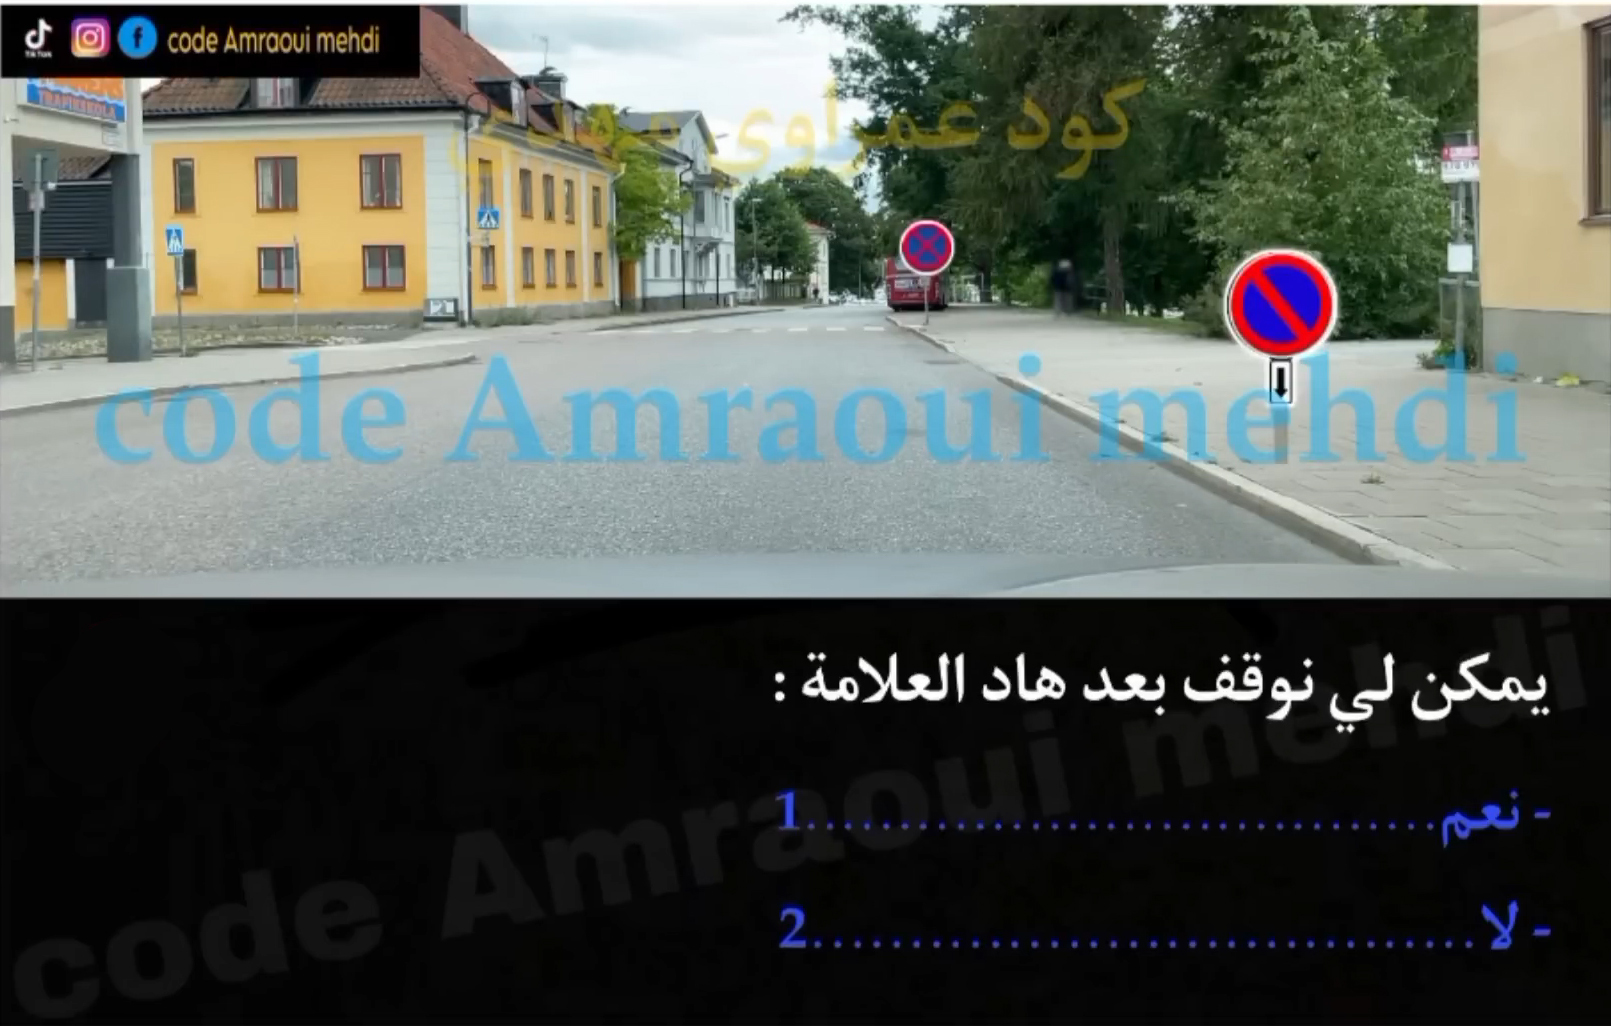 code Amraoui mehdi
TRAFIKSKOLA
كود عمراوي مهدي
code Amraoui mehdi
يمكن لي نوقف بعد هاد العلامة :
- نعم..................................1
- لا....................................2
code Amraoui mehdi